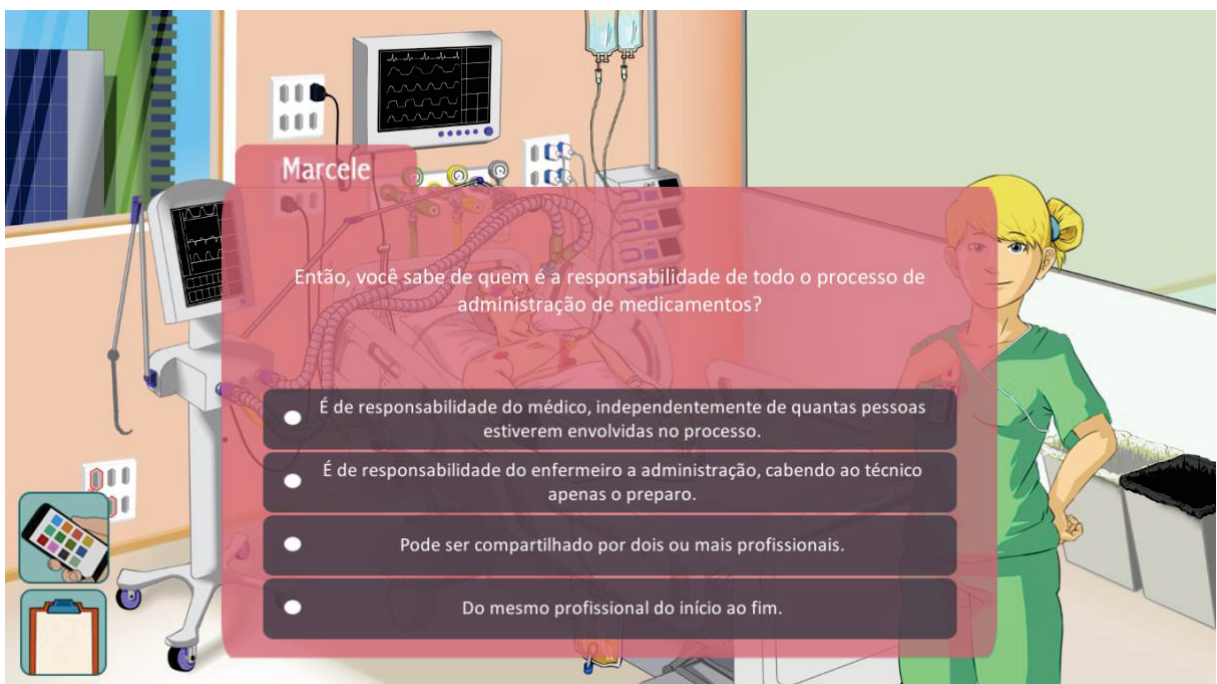 Marcele
Então, você sabe de quem é a responsabilidade de todo o processo de
administração de medicamentos?
É de responsabilidade do médico, independentemente de quantas pessoas
estiverem envolvidas no processo.
É de responsabilidade do enfermeiro a administração, cabendo ao técnico
apenas o preparo.
Pode ser compartilhado por dois ou mais profissionais.
Do mesmo profissional do início ao fim.